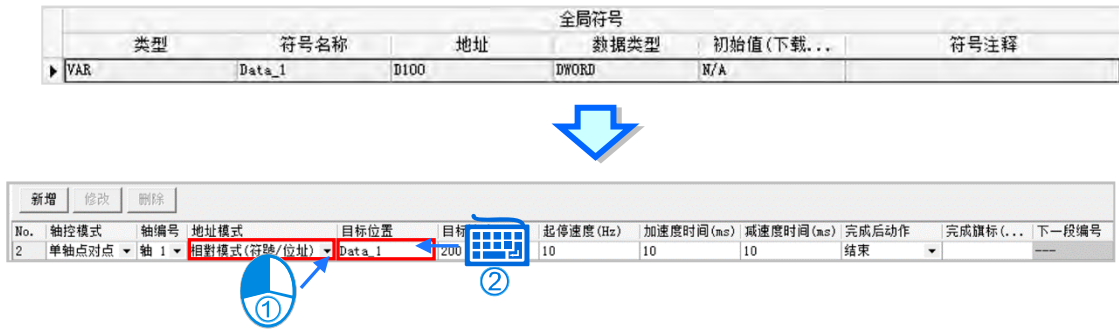 全局符号
类型 符号名称 地址 数据类型 初始值(下载... 符号注释
VAR Data_1 D100 DWORD N/A
新增 修改 删除
No. 轴控模式 轴编号 地址模式 目标位置 目标 起停速度(Hz) 加速度时间(ms) 减速度时间(ms) 完成后动作 完成旗标(... 下一段编号
2 单轴点对点 轴 1 相對模式(符號/位址) Data_1 200 10 10 10 结束 ---
① ②